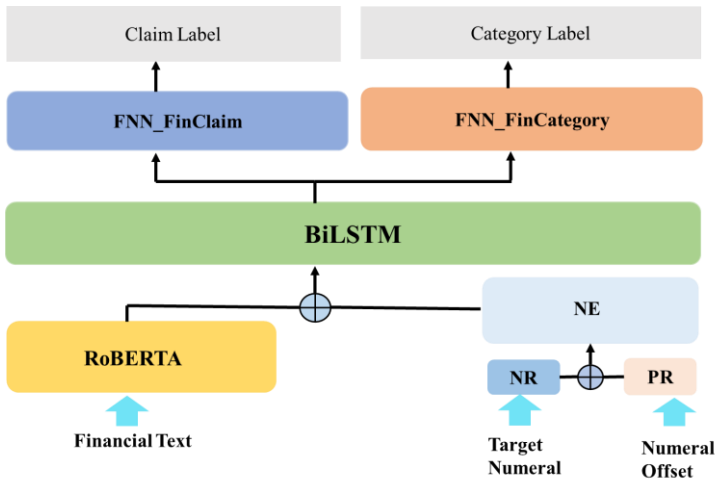 Claim Label
Category Label
FNN_FinClaim
FNN_FinCategory
BiLSTM
NE
RoBERTA
NR
PR
Financial Text
Target
Numeral
Numeral
Offset